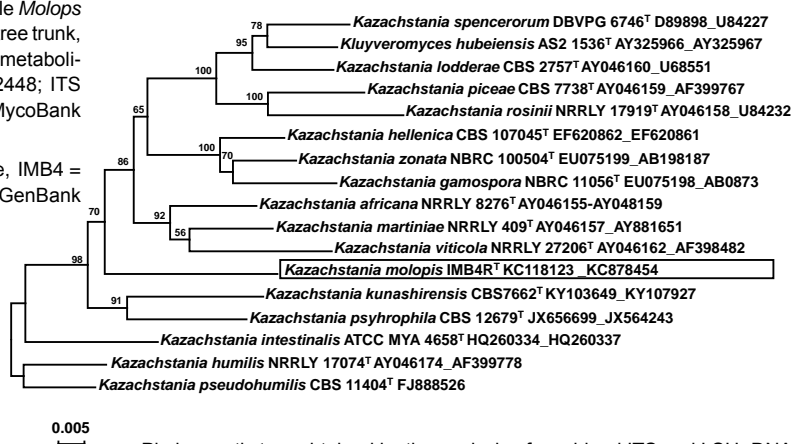 le Molops
ree trunk,
metaboli-
2448; ITS
MycoBank
e, IMB4 =
GenBank
78
Kazachstania spencerorum DBVPG 6746T D89898_U84227
95
Kluyveromyces hubeiensis AS2 1536T AY325966_AY325967
Kazachstania lodderae CBS 2757T AY046160_U68551
100
Kazachstania piceae CBS 7738T AY046159_AF399767
100
Kazachstania rosinii NRRLY 17919T AY046158_U84232
65
Kazachstania hellenica CBS 107045T EF620862_EF620861
100
70
Kazachstania zonata NBRC 100504T EU075199_AB198187
Kazachstania gamospora NBRC 11056T EU075198_AB0873
86
Kazachstania africana NRRLY 8276T AY046155-AY048159
92
Kazachstania martiniae NRRLY 409T AY046157_AY881651
56
Kazachstania viticola NRRLY 27206T AY046162_AF398482
70
Kazachstania molopis IMB4RT KC118123 _KC878454
98
Kazachstania kunashirensis CBS7662T KY103649_KY107927
91
Kazachstania psyhrophila CBS 12679T JX656699_JX564243
Kazachstania intestinalis ATCC MYA 4658T HQ260334_HQ260337
Kazachstania humilis NRRLY 17074T AY046174_AF399778
Kazachstania pseudohumilis CBS 11404T FJ888526
0.005